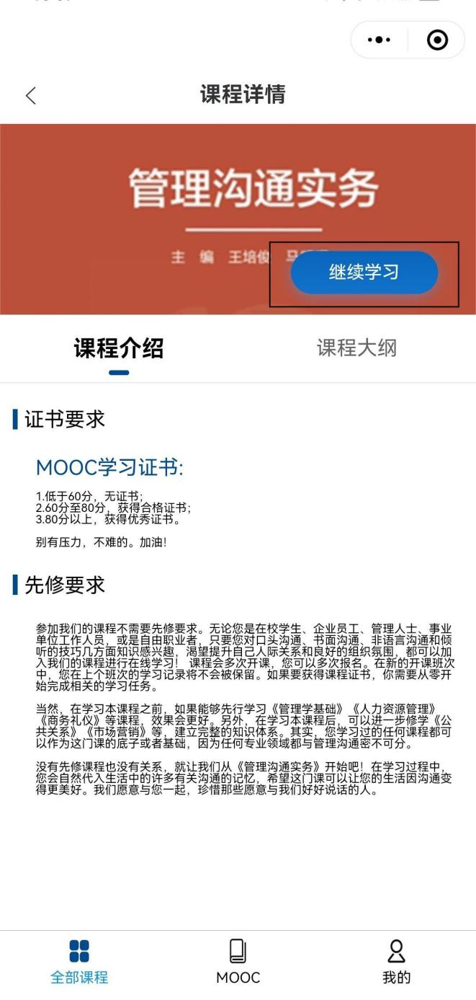 课程详情
管理沟通实务
主 编 王培俊
继续学习
课程介绍
课程大纲
证书要求
MOOC学习证书:
1.低于60分，无证书；
2.60分至80分，获得合格证书；
3.80分以上，获得优秀证书。
别有压力，不难的。加油！
先修要求
参加我们的课程不需要先修要求。无论您是在校学生、企业员工、管理人士、事业
单位工作人员，或是自由职业者，只要您对口头沟通、书面沟通、非语言沟通和倾
听的技巧几方面知识感兴趣，渴望提升自己人际关系和良好的组织氛围，都可以加
入我们的课程进行在线学习！ 课程会多次开课，您可以多次报名。在新的开课班次
中，您在上个班次的学习记录将不会被保留。如果要获得课程证书，你需要从零开
始完成相关的学习任务。
当然，在学习本课程之前，如果能够先行学习《管理学基础》《人力资源管理》
《商务礼仪》等课程，效果会更好。另外，在学习本课程后，可以进一步修学《公
共关系》《市场营销》等，建立完整的知识体系。其实，您学习过的任何课程都可
以作为这门课的底子或者基础，因为任何专业领域都与管理沟通密不可分。
没有先修课程也没有关系，就让我们从《管理沟通实务》开始吧！在学习过程中，
您会自然代入生活中的许多有关沟通的记忆，希望这门课可以让您的生活因沟通变
得更美好。我们愿意与您一起，珍惜那些愿意与我们好好说话的人。
全部课程
MOOC
我的